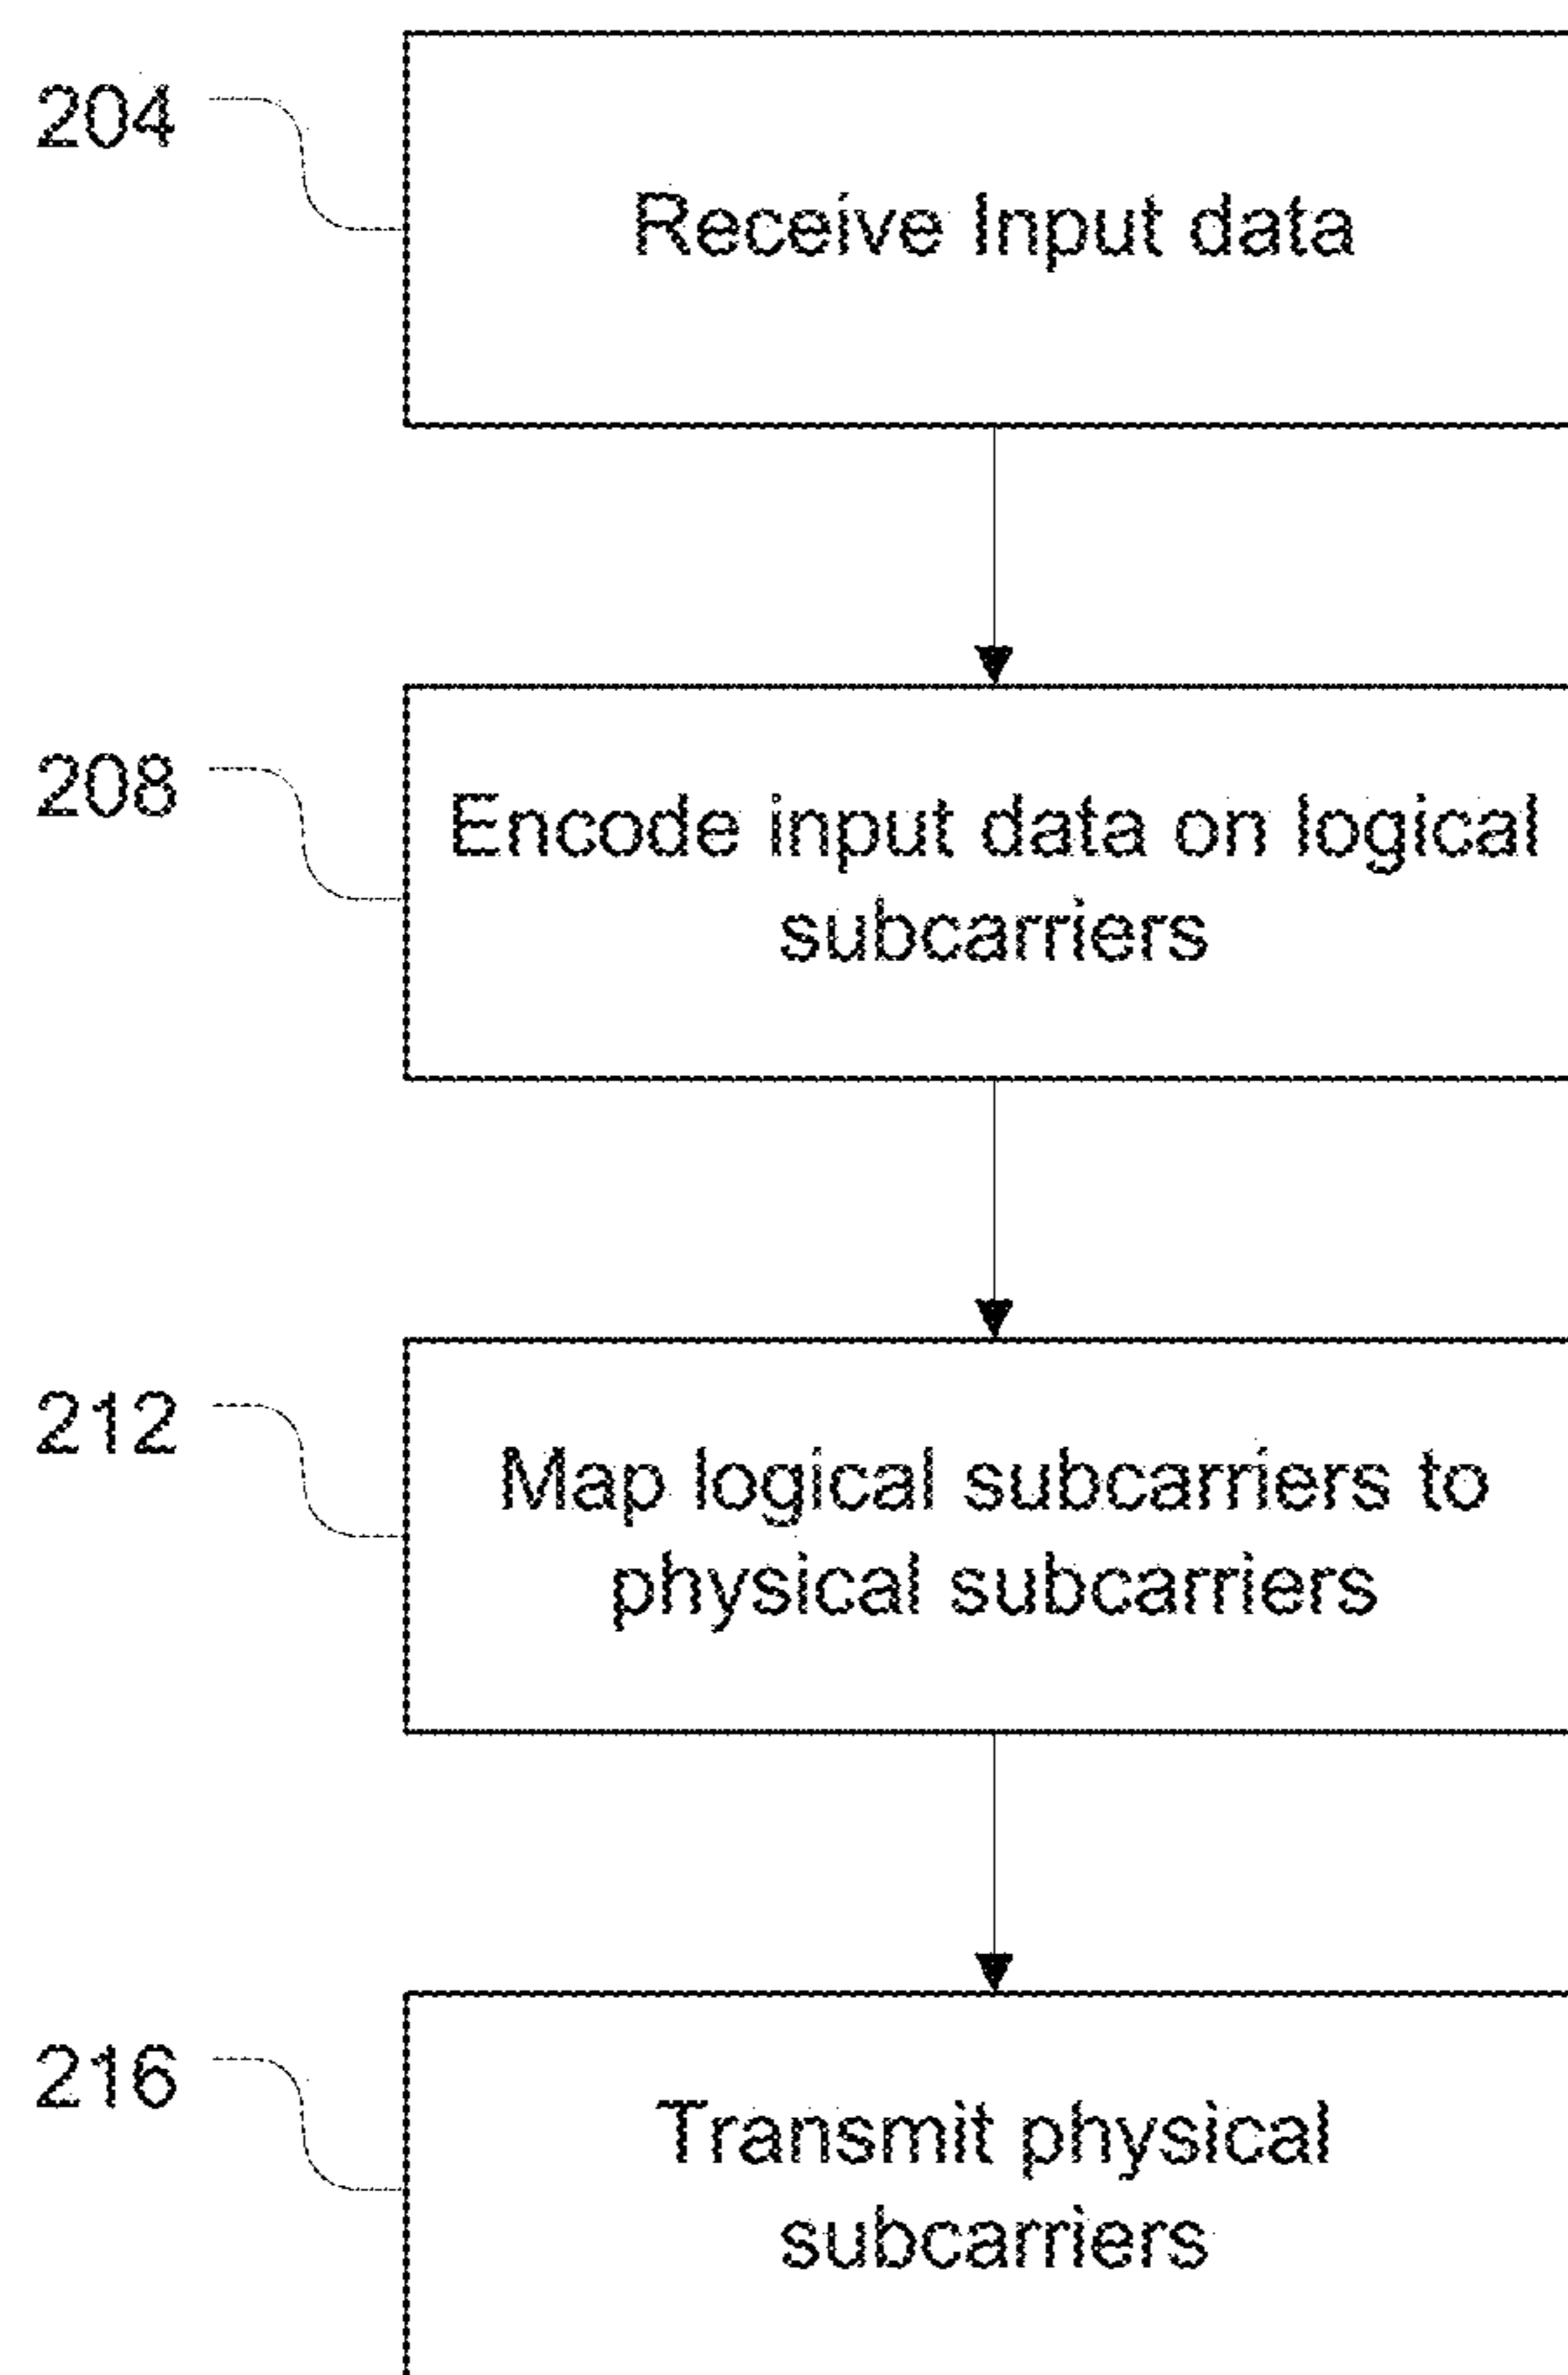 204
Receive Input data
208
Encode input data on logical
subcarriers
212
Map logical subcarriers to
physical subcarriers
216
Transmit physical
subcarriers